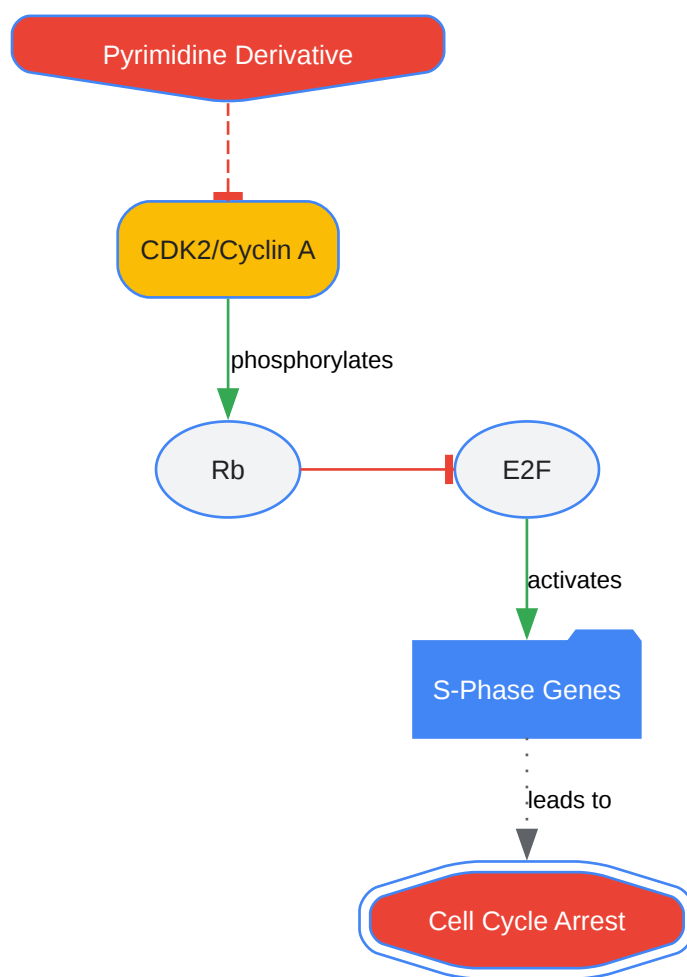 Pyrimidine Derivative
CDK2/Cyclin A
phosphorylates
Rb
E2F
activates
S-Phase Genes
leads to
Cell Cycle Arrest